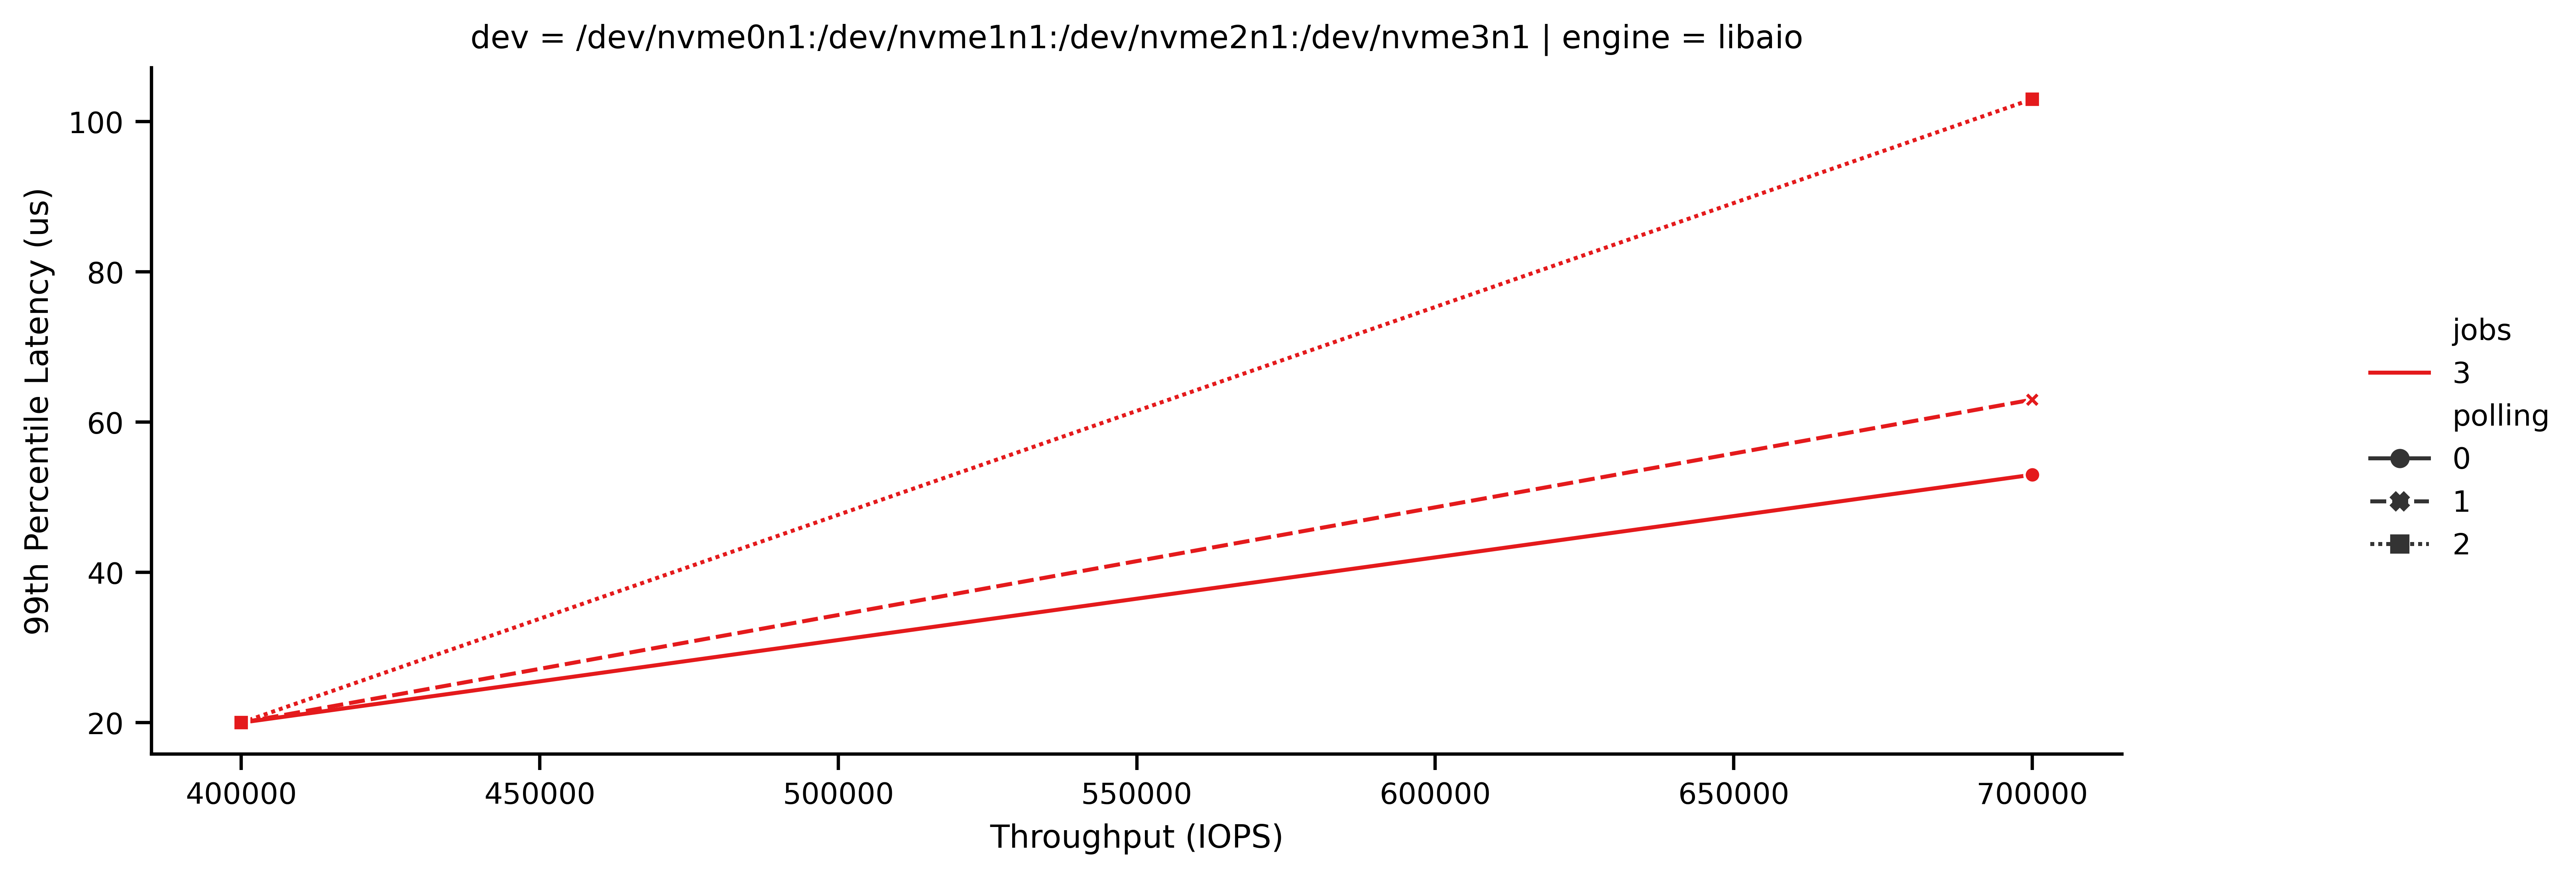 dev = /dev/nvme0n1:/dev/nvme1n1:/dev/nvme2n1:/dev/nvme3n1 | engine = libaio
99th Percentile Latency (us)
100
80
60
40
20
400000 450000 500000 550000 600000 650000 700000
Throughput (IOPS)
jobs
3
polling
0
1
2